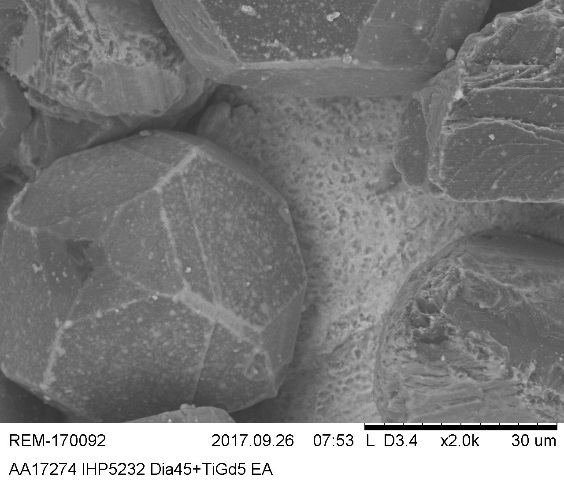 REM-170092 2017.09.26 07:53 L D3.4 x2.0k 30 um
AA17274 IHP5232 Dia45+TiGd5 EA